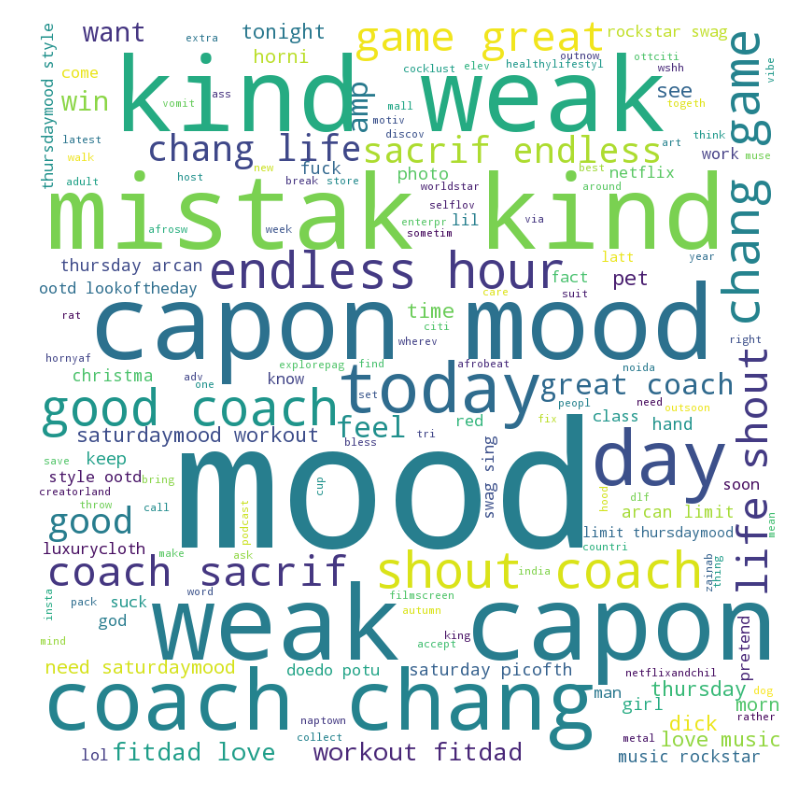 want
extra
tonight
game great
rockstar swag
outnow
ottciti
thursdaymood style
come
horni
cocklust
elev
healthylifestyl
wshh
vibe
win
vomit
ass
kind weak
amp
mall
motiv
discov
see
togeth
chang game
latest
walk
chang life
sacrif endless
art
work
think
muse
adult
host
break
fuck
store
photo
worldstar
netflix
new
best
around
mistak kind
selflov
enterpr
lil
via
sometim
afrosw
week
thursday arcan
endless hour
fact
latt
pet
year
ootd lookoftheday
suit
care
rat
capon mood
time
citi
wherev
right
hornyaf
explorepag
find
afrobeat
noida
christma
adv
one
know
today
set
great coach
peopl
need
outsoon
good coach
feel
red
class
hand
fix
life shout
saturdaymood workout
tri
bless
day
keep
save
style ootd
bring
creatorland
throw
call
mood
cup
swag sing
soon
dlf
hood
arcan limit
mean
good
podcast
ask
make
limit thursdaymood
luxurycloth
countri
coach sacrif
shout coach
india
zainab
thing
insta
pack
suck
word
filmscreen
god
autumn
weak capon
mind
king
accept
pretend
need saturdaymood
doedo potu
saturday picofth
netflixandchil
dog
coach chang
man
girl
thursday
morn
rather
naptown
collect
dick
metal
love music
lol
fitdad love
workout fitdad
music rockstar